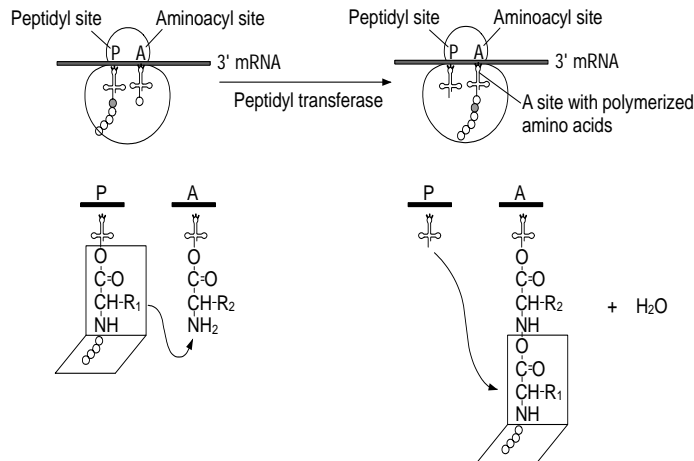 Peptidyl site
Aminoacyl site
P A
3' mRNA
Peptidyl transferase
Peptidyl site
Aminoacyl site
P A
3' mRNA
A site with polymerized
amino acids
P
O
C=O
CH-R₁
NH
A
O
C=O
CH-R₂
NH₂
P
A
O
C=O
CH-R₂
NH
O
C=O
CH-R₁
NH
+ H₂O